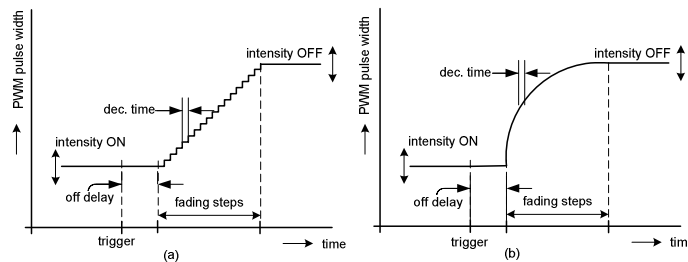 PWM pulse width
intensity OFF
dec. time
intensity ON
off delay
fading steps
trigger
time
(a)
PWM pulse width
intensity OFF
dec. time
intensity ON
off delay
fading steps
trigger
tim
(b)